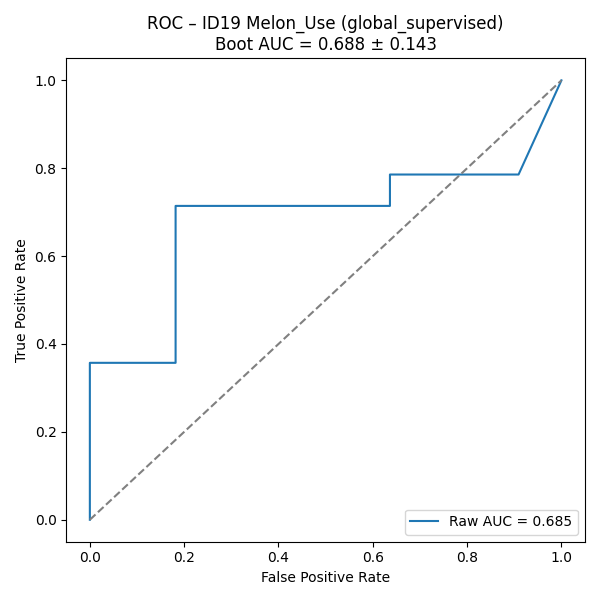 ROC – ID19 Melon_Use (global_supervised)
Boot AUC = 0.688 ± 0.143
True Positive Rate
1.0
0.8
0.6
0.4
0.2
0.0
Raw AUC = 0.685
0.0 0.2 0.4 0.6 0.8 1.0
False Positive Rate